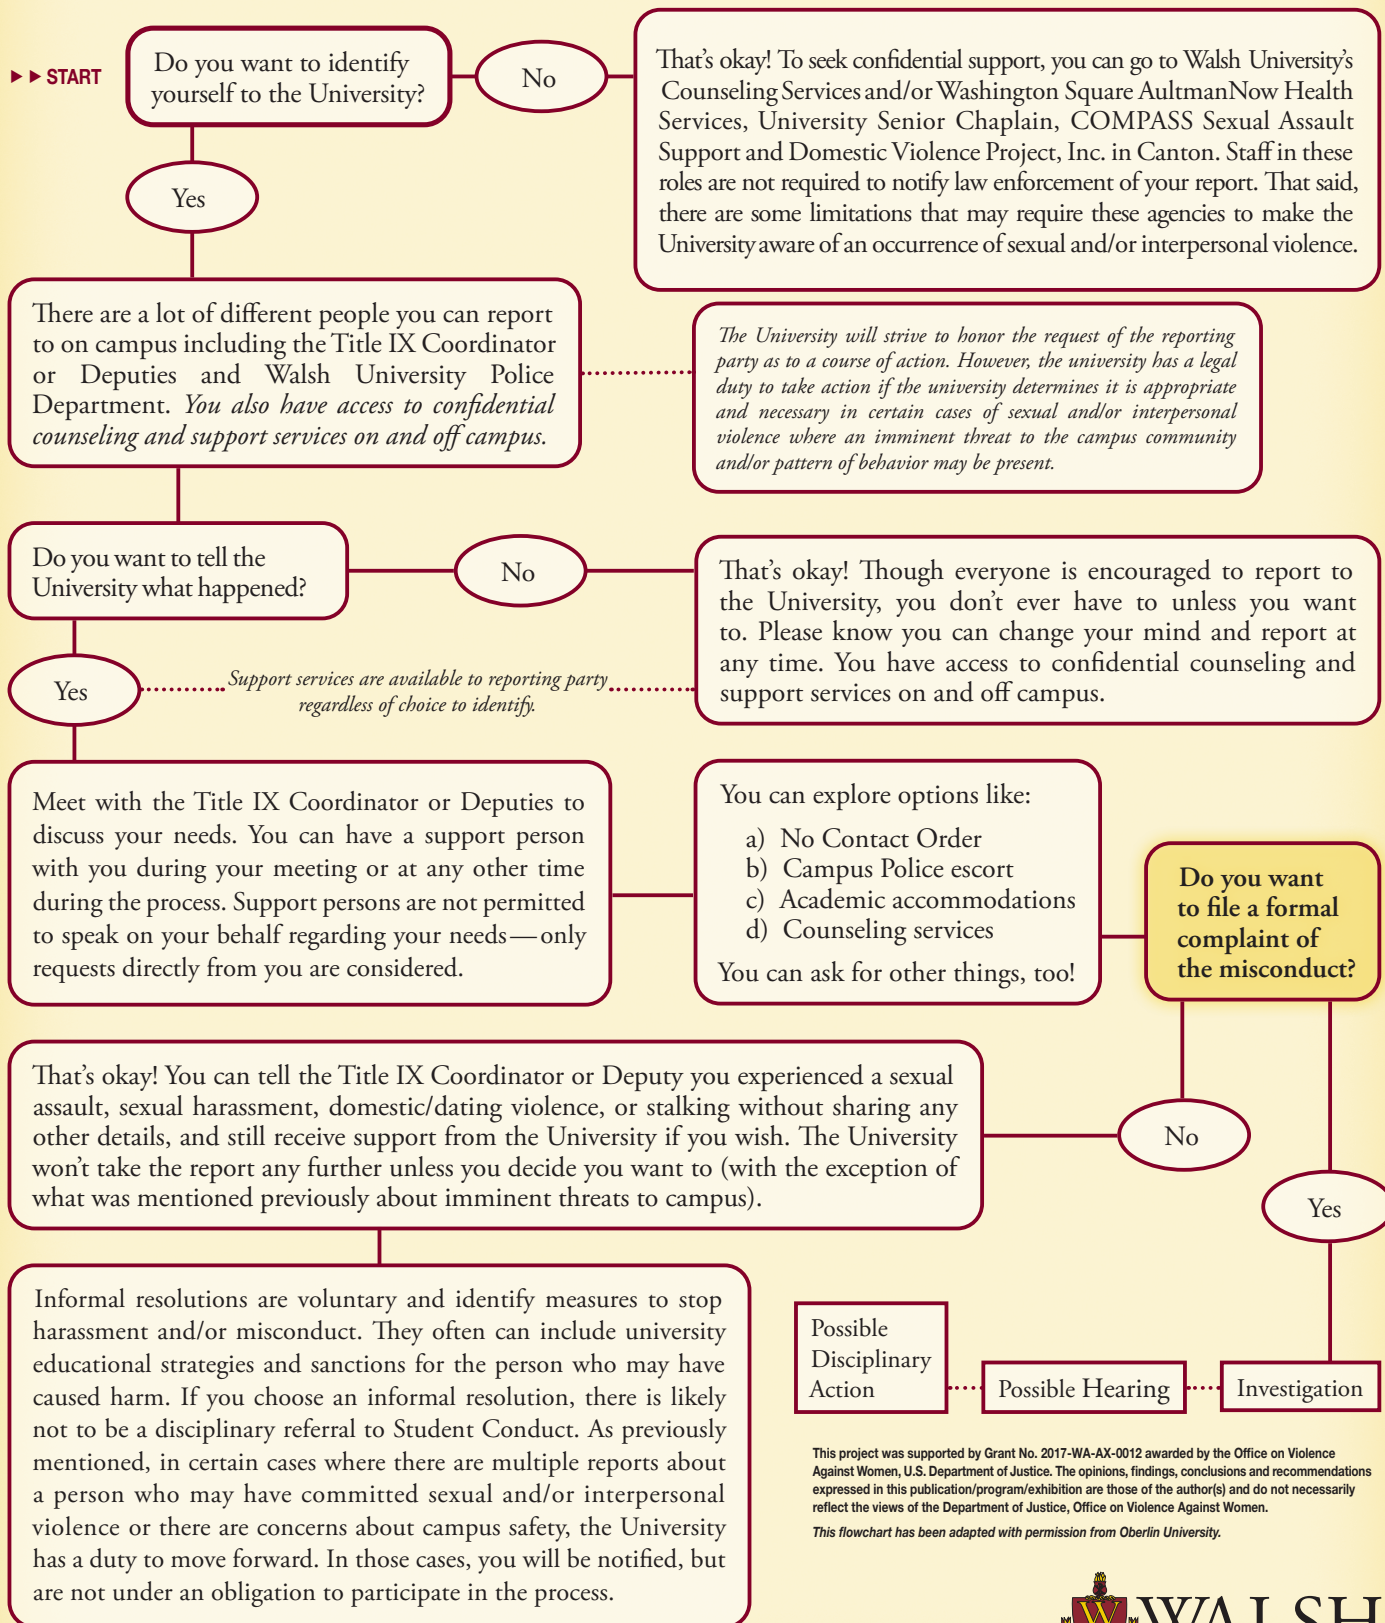 START
Do you want to identify
yourself to the University?
No
That's okay! To seek confidential support, you can go to Walsh University's
Counseling Services and/or Washington Square AultmanNow Health
Services, University Senior Chaplain, COMPASS Sexual Assault
Support and Domestic Violence Project, Inc. in Canton. Staff in these
roles are not required to notify law enforcement of your report. That said,
there are some limitations that may require these agencies to make the
University aware of an occurrence of sexual and/or interpersonal violence.
Yes
There are a lot of different people you can report
to on campus including the Title IX Coordinator
or Deputies and Walsh University Police
Department. You also have access to confidential
counseling and support services on and off campus.
The University will strive to honor the request of the reporting
party as to a course of action. However, the university has a legal
duty to take action if the university determines it is appropriate
and necessary in certain cases of sexual and/or interpersonal
violence where an imminent threat to the campus community
and/or pattern of behavior may be present.
Do you want to tell the
University what happened?
No
That's okay! Though everyone is encouraged to report to
the University, you don't ever have to unless you want
to. Please know you can change your mind and report at
any time. You have access to confidential counseling and
support services on and off campus.
Yes
Support services are available to reporting party
regardless of choice to identify.
Meet with the Title IX Coordinator or Deputies to
discuss your needs. You can have a support person
with you during your meeting or at any other time
during the process. Support persons are not permitted
to speak on your behalf regarding your needs—only
requests directly from you are considered.
You can explore options like:
a) No Contact Order
b) Campus Police escort
c) Academic accommodations
d) Counseling services
You can ask for other things, too!
Do you want
to file a formal
complaint of
the misconduct?
That's okay! You can tell the Title IX Coordinator or Deputy you experienced a sexual
assault, sexual harassment, domestic/dating violence, or stalking without sharing any
other details, and still receive support from the University if you wish. The University
won't take the report any further unless you decide you want to (with the exception of
what was mentioned previously about imminent threats to campus).
No
Yes
Informal resolutions are voluntary and identify measures to stop
harassment and/or misconduct. They often can include university
educational strategies and sanctions for the person who may have
caused harm. If you choose an informal resolution, there is likely
not to be a disciplinary referral to Student Conduct. As previously
mentioned, in certain cases where there are multiple reports about
a person who may have committed sexual and/or interpersonal
violence or there are concerns about campus safety, the University
has a duty to move forward. In those cases, you will be notified, but
are not under an obligation to participate in the process.
Possible
Disciplinary
Action
Possible Hearing
Investigation
This project was supported by Grant No. 2017-WA-AX-0012 awarded by the Office on Violence
Against Women, U.S. Department of Justice. The opinions, findings, conclusions and recommendations
expressed in this publication/program/exhibition are those of the author(s) and do not necessarily
reflect the views of the Department of Justice, Office on Violence Against Women.
This flowchart has been adapted with permission from Oberlin University.
W WALSH